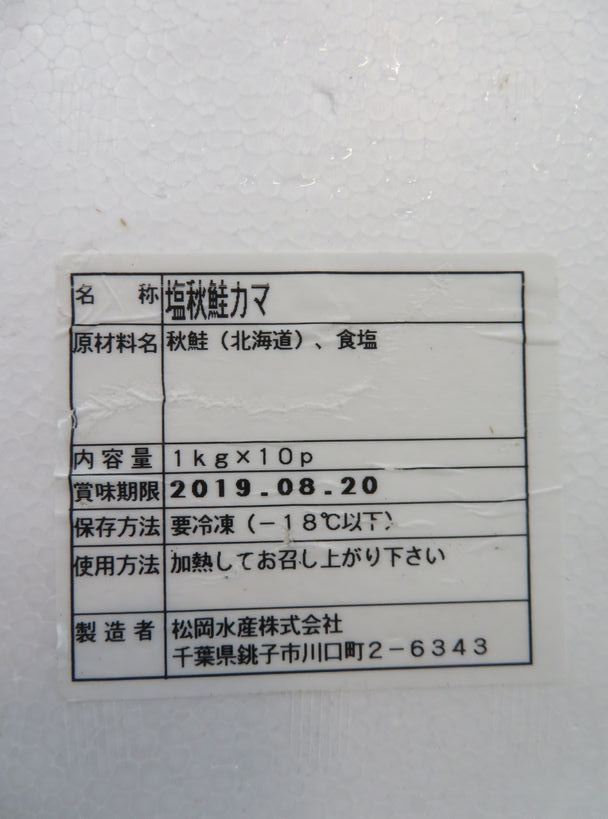 名　称 塩秋鮭カマ
原材料名 秋鮭（北海道）、食塩
内容量 1kg×10p
賞味期限 2019.08.20
保存方法 要冷凍（－18℃以下）
使用方法 加熱してお召し上がり下さい
製造者 松岡水産株式会社
千葉県銚子市川口町2－6343